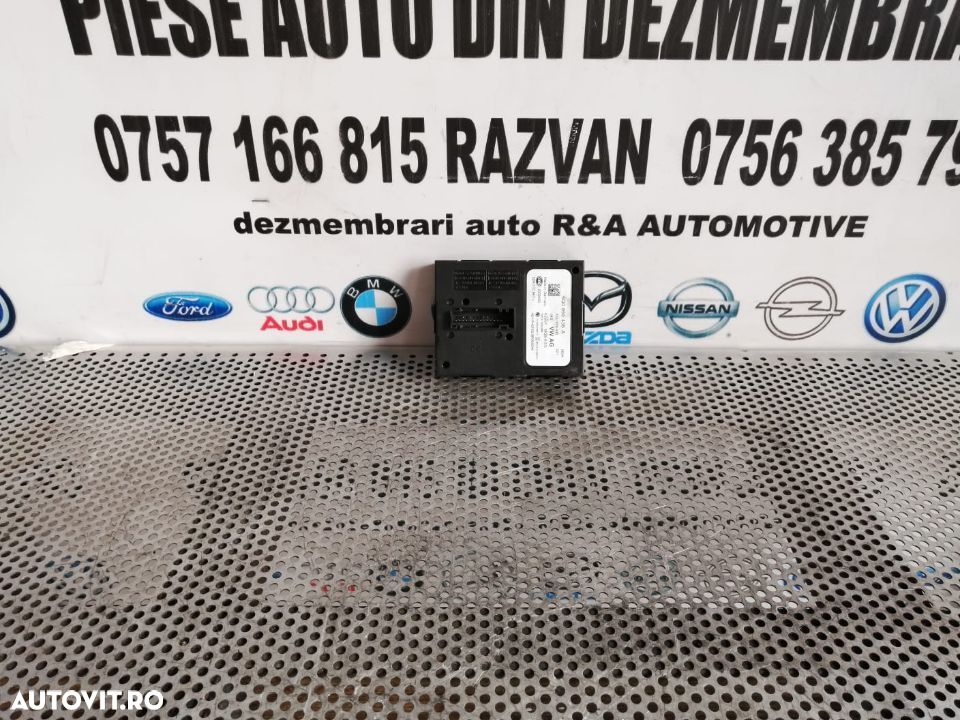 PIESE AUTO DIN DEZMEMBRA
0757 166 815 RAZVAN 0756 385 79
dezmembrari auto R&A AUTOMOTIVE
Ford
Audi
BMW
NISSAN
VW AG
AUTOVIT.RO